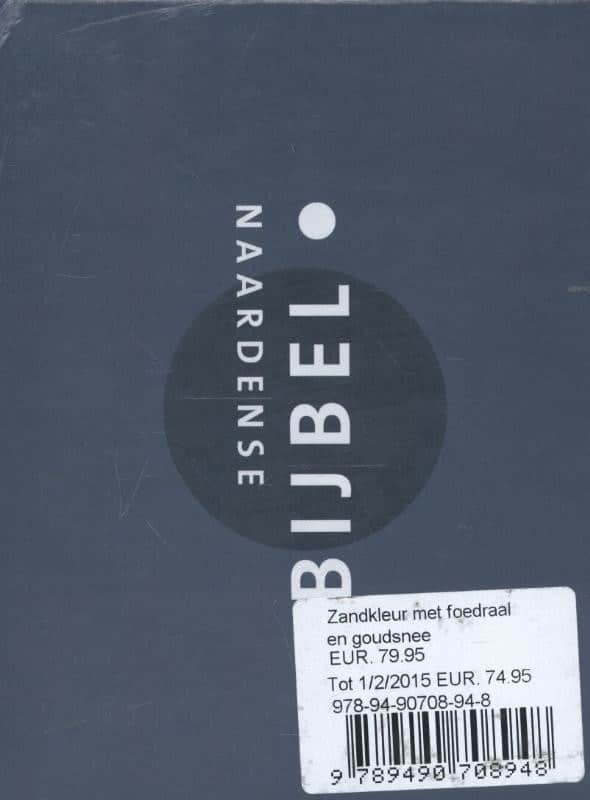 NAARDENSE
BIJBEL
Zandkleur met foedraal
en goudsnee
EUR. 79.95
Tot 1/2/2015 EUR. 74.95
978-94-90708-94-8
9 789490 708948